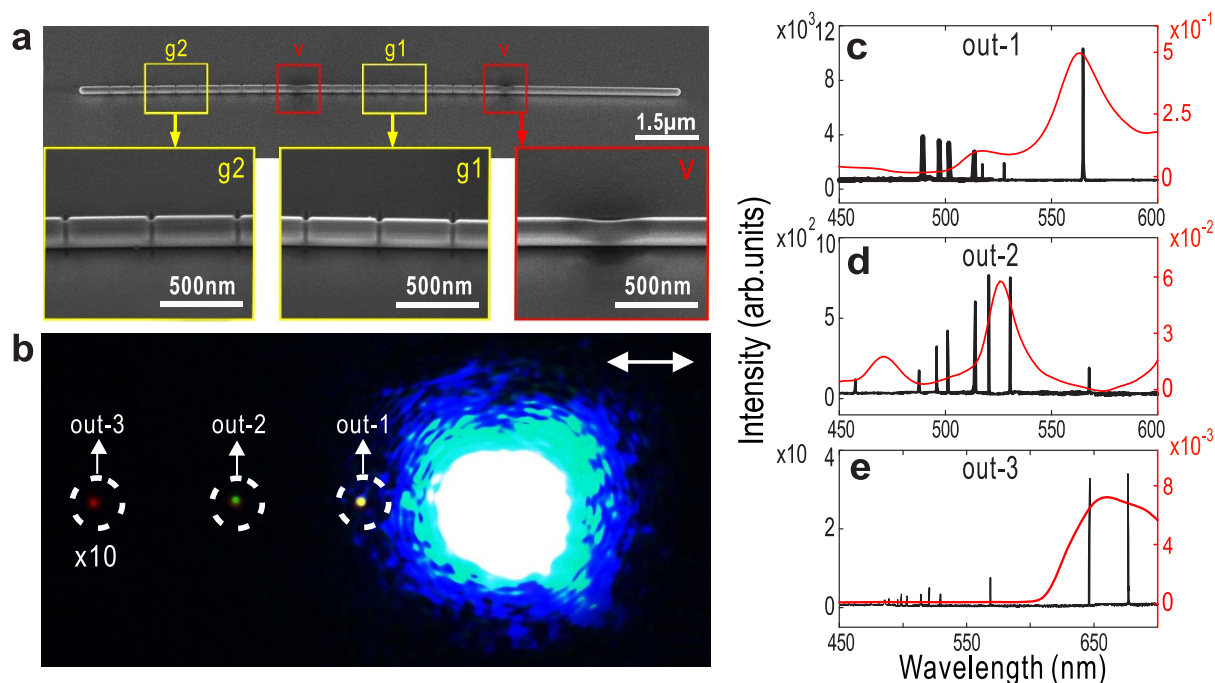 a
g2
v
g1
v
1.5μm
g2
g1
V
500nm
500nm
500nm
b
out-3
out-2
out-1
x10
Intensity (arb.units)
x10³
12
8
4
0
c
out-1
x10⁻¹
5
2.5
1
0
450
500
550
600
x10²
10
5
0
d
out-2
x10⁻²
6
2
0
450
500
550
600
x10
4
2
0
e
out-3
x10⁻³
8
4
0
450
550
650
Wavelength (nm)